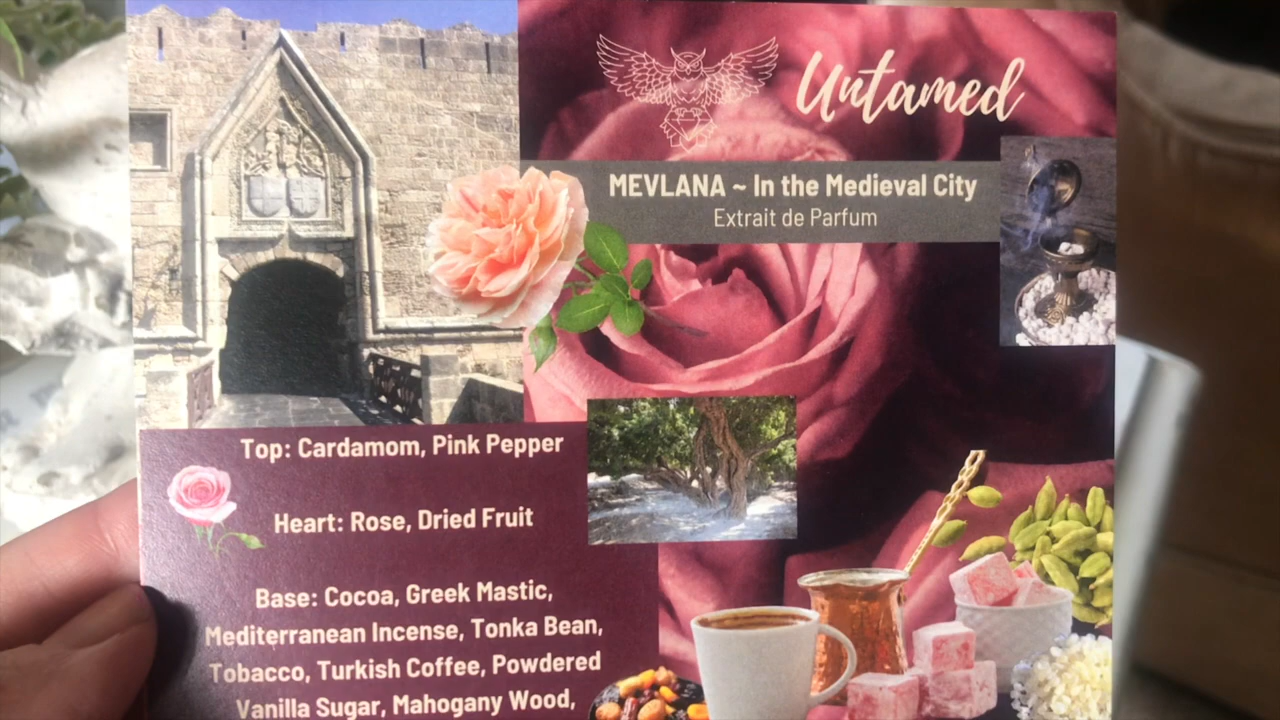 Untamed
MEVLANA ~ In the Medieval City
Extrait de Parfum
Top: Cardamom, Pink Pepper
Heart: Rose, Dried Fruit
Base: Cocoa, Greek Mastic,
Mediterranean Incense, Tonka Bean,
Tobacco, Turkish Coffee, Powdered
Vanilla Sugar, Mahogany Wood,